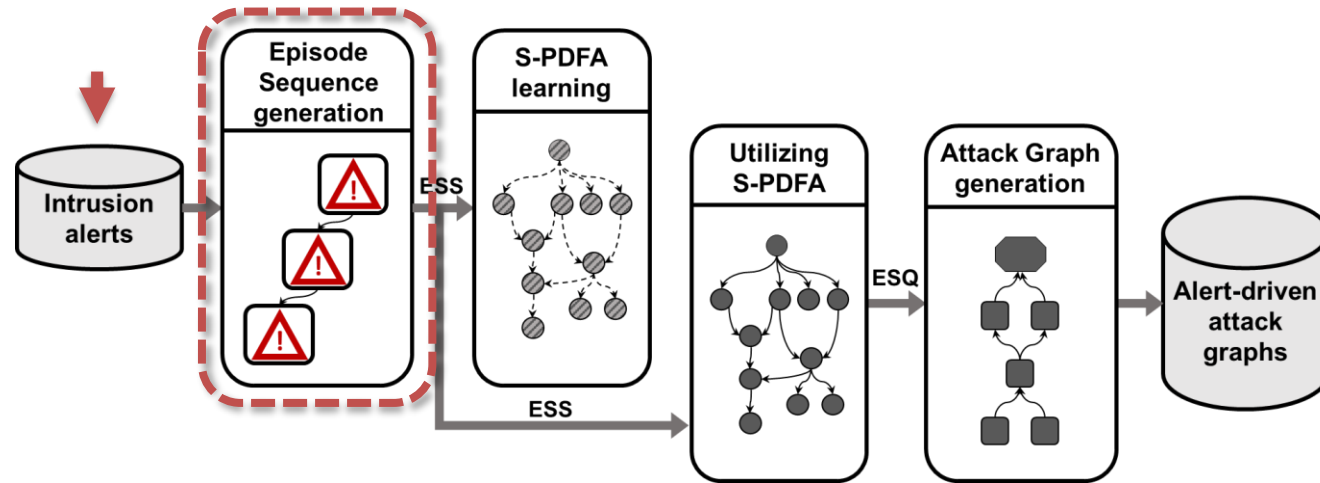 Intrusion
alerts
Episode
Sequence
generation
!
!
!
ESS
ESS
S-PDFA
learning
Utilizing
S-PDFA
ESQ
Attack Graph
generation
Alert-driven
attack
graphs